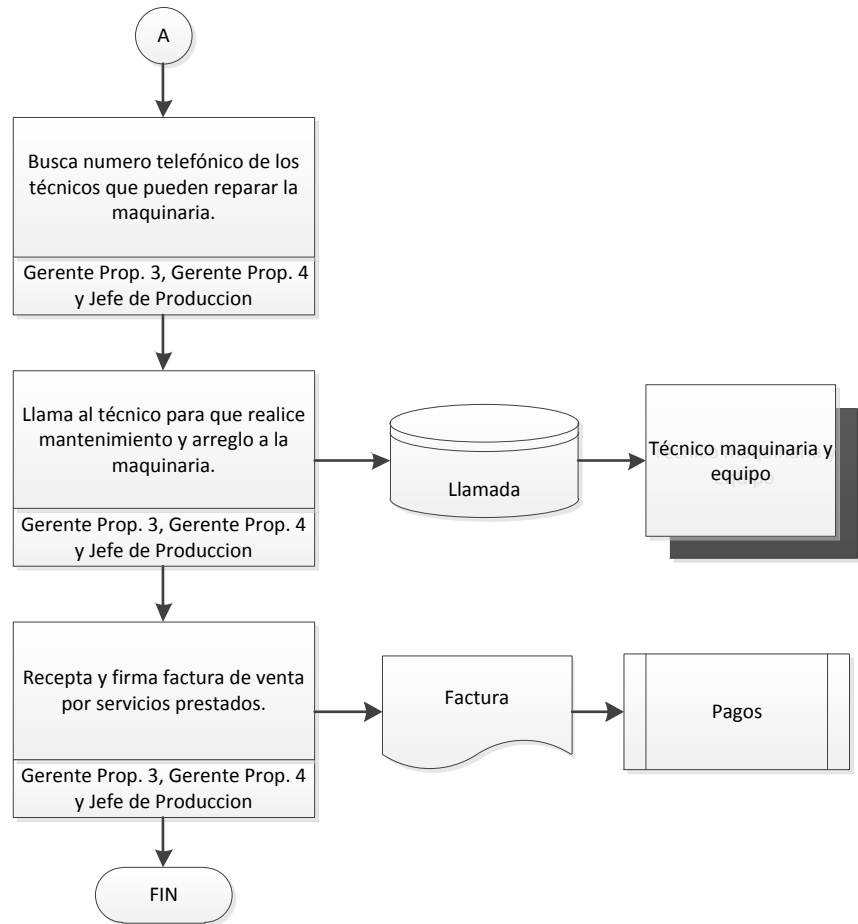 A
Busca numero telefónico de los
técnicos que pueden reparar la
maquinaria.
Gerente Prop. 3, Gerente Prop. 4
y Jefe de Produccion
Llama al técnico para que realice
mantenimiento y arreglo a la
maquinaria.
Gerente Prop. 3, Gerente Prop. 4
y Jefe de Produccion
Llamada
Técnico maquinaria y
equipo
Recepta y firma factura de venta
por servicios prestados.
Gerente Prop. 3, Gerente Prop. 4
y Jefe de Produccion
Factura
Pagos
FIN